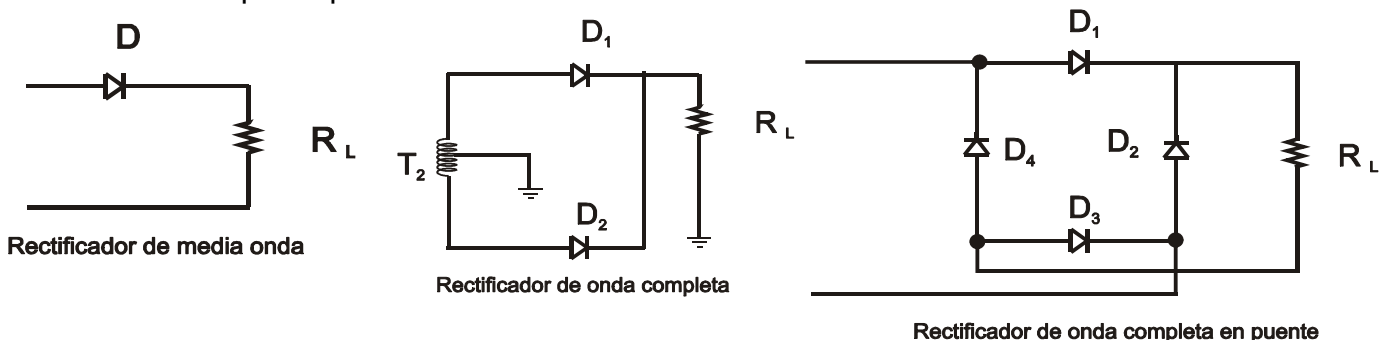 D
R L
Rectificador de media onda
D1
T2
R L
D2
Rectificador de onda completa
D1
D4
D2
R L
D3
Rectificador de onda completa en puente